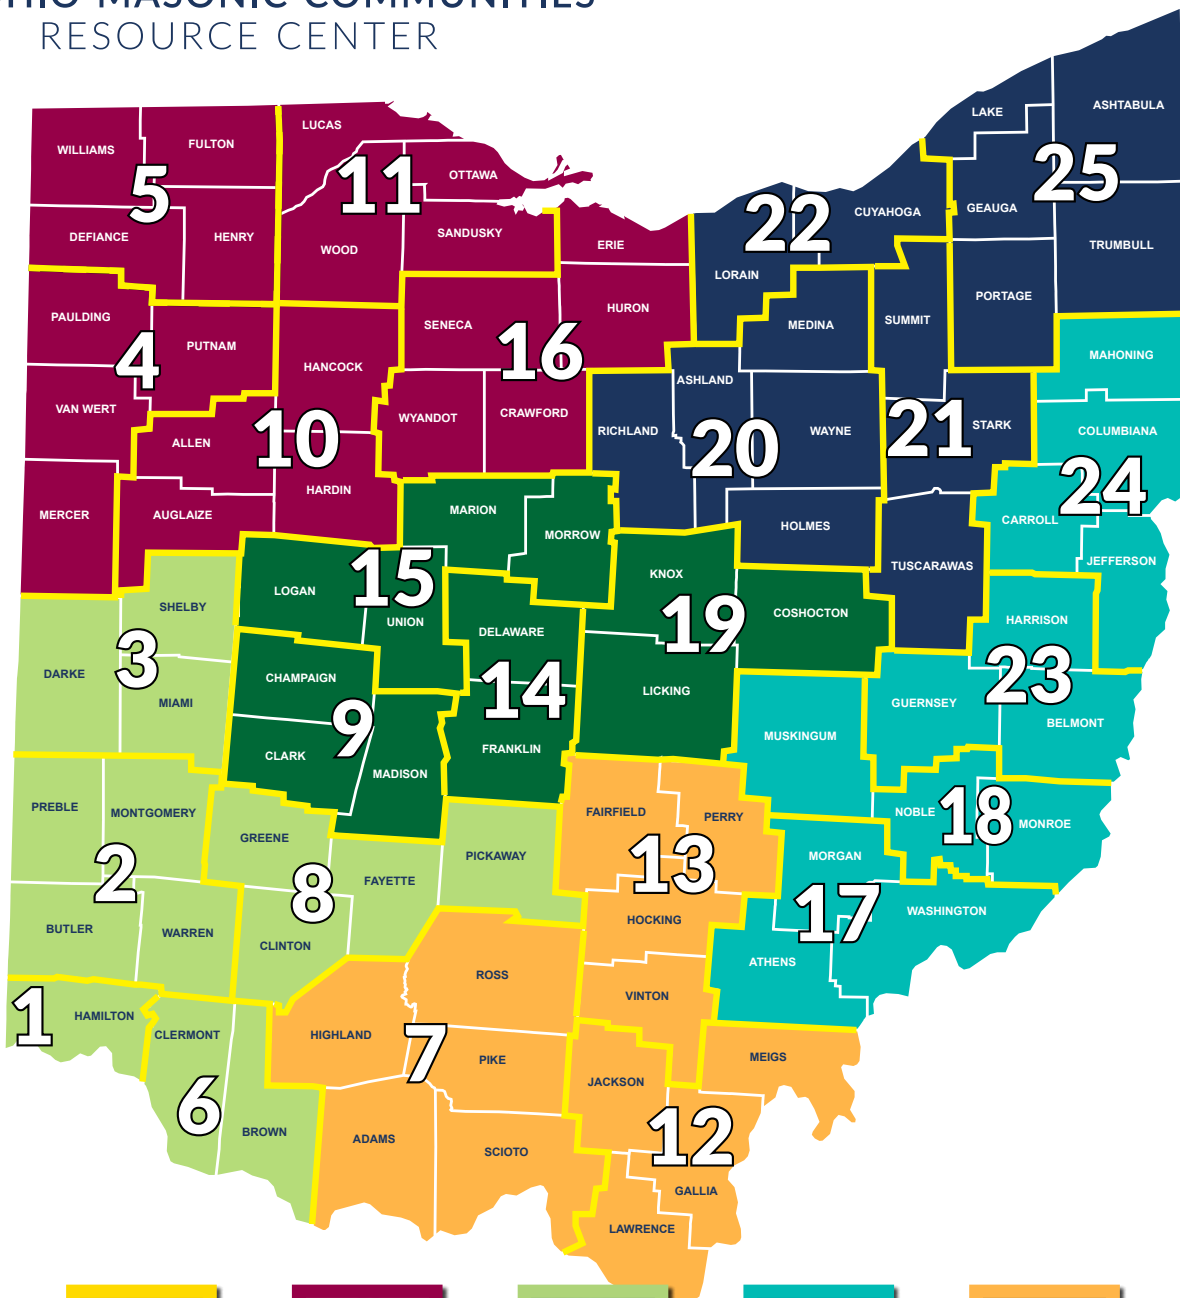 OHIO MASONIC COMMUNITIES
RESOURCE CENTER
ASHTABULA
LAKE
LUCAS
FULTON
WILLIAMS
25
11
OTTAWA
5
GEAUGA
CUYAHOGA
22
SANDUSKY
DEFIANCE
HENRY
ERIE
TRUMBULL
WOOD
LORAIN
PORTAGE
HURON
PAULDING
SUMMIT
SENECA
MEDINA
PUTNAM
16
MAHONING
4
HANCOCK
ASHLAND
VAN WERT
CRAWFORD
WYANDOT
STARK
21
RICHLAND
WAYNE
COLUMBIANA
10
ALLEN
20
24
HARDIN
MARION
MERCER
AUGLAIZE
CARROLL
HOLMES
MORROW
JEFFERSON
TUSCARAWAS
KNOX
15
LOGAN
SHELBY
COSHOCTON
HARRISON
UNION
19
DELAWARE
3
DARKE
23
CHAMPAIGN
14
LICKING
MIAMI
GUERNSEY
BELMONT
9
MUSKINGUM
FRANKLIN
CLARK
MADISON
PREBLE
MONTGOMERY
FAIRFIELD
NOBLE
18
PERRY
MONROE
GREENE
PICKAWAY
MORGAN
13
2
FAYETTE
8
WASHINGTON
17
HOCKING
BUTLER
WARREN
CLINTON
ATHENS
ROSS
VINTON
1
HAMILTON
CLERMONT
HIGHLAND
7
MEIGS
PIKE
JACKSON
6
BROWN
ADAMS
12
SCIOTO
GALLIA
LAWRENCE